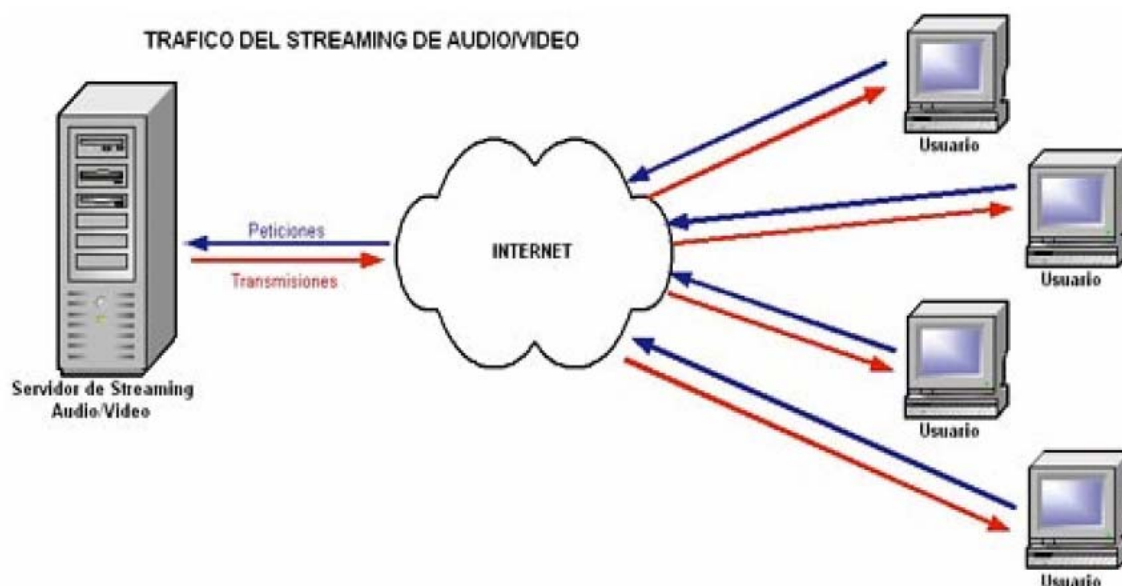 TRAFICO DEL STREAMING DE AUDIO/VIDEO
Usuario
Peticiones
INTERNET
Transmisiones
Usuario
Servidor de Streaming
Audio/Video
Usuario
Usuario